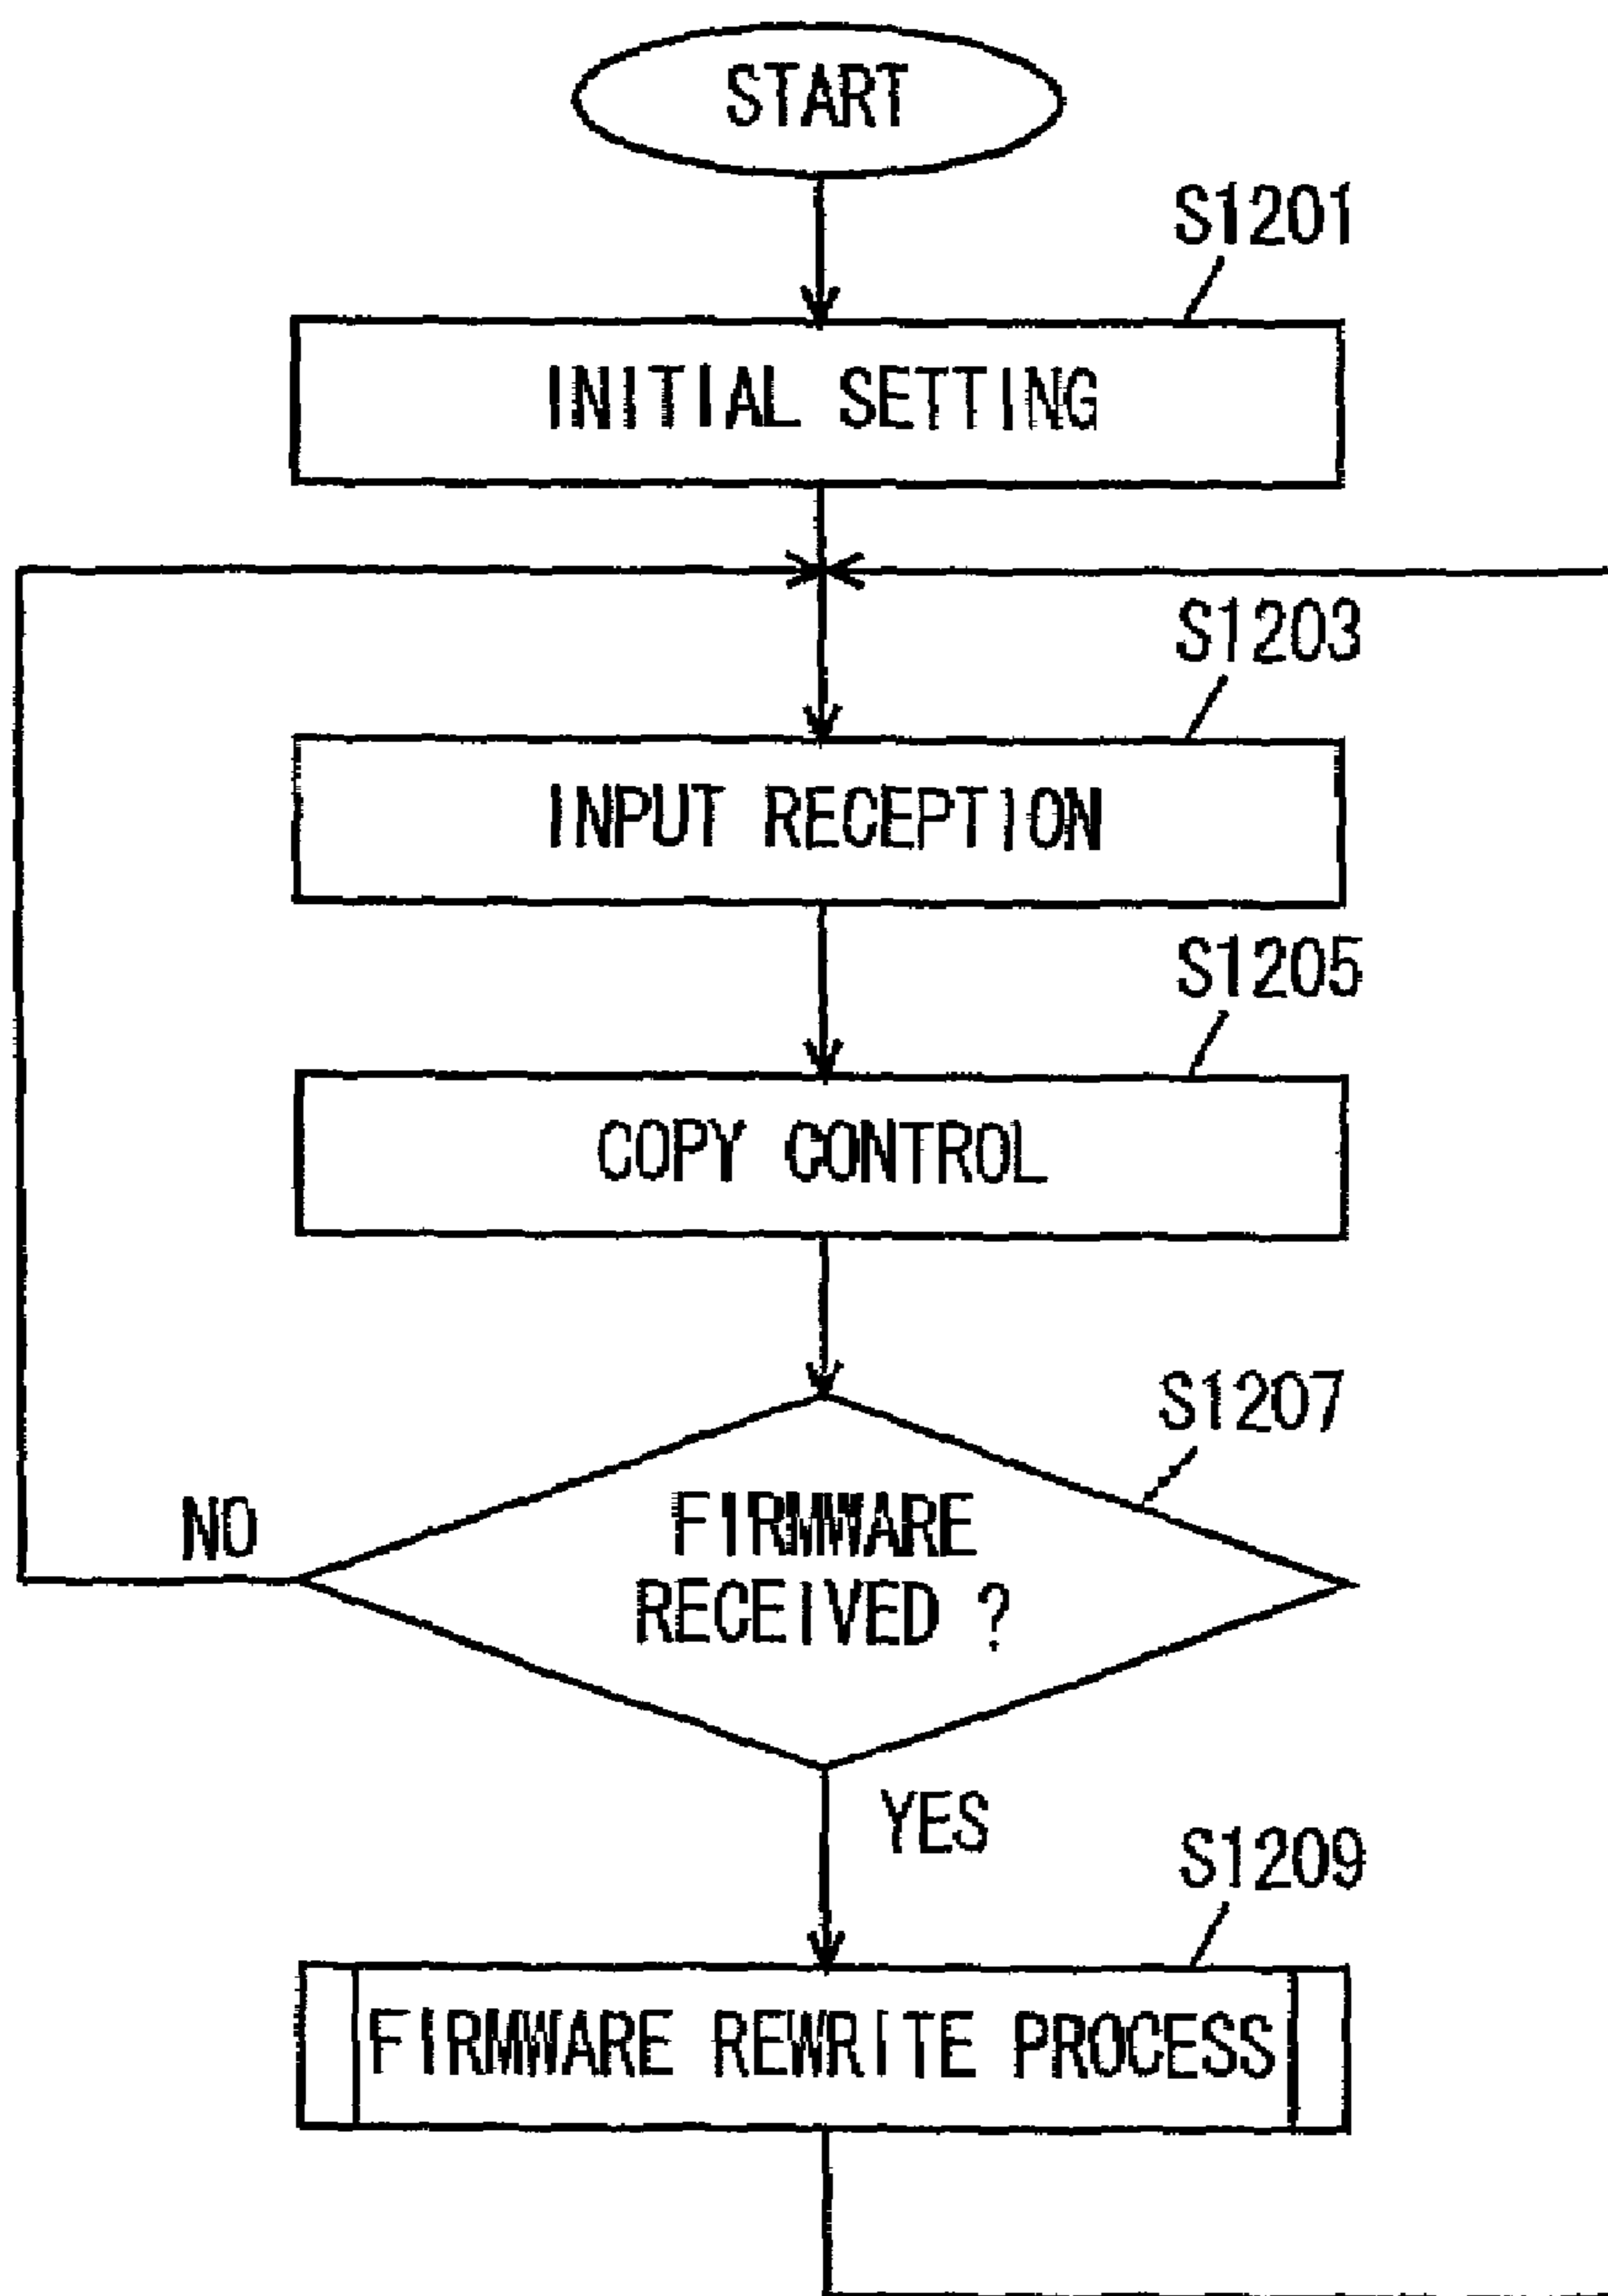 START
S1201
INITIAL SETTING
S1203
INPUT RECEPTION
S1205
COPY CONTROL
S1207
NO
FIRMWARE
RECEIVED ?
YES
S1209
FIRMWARE REWRITE PROCESS